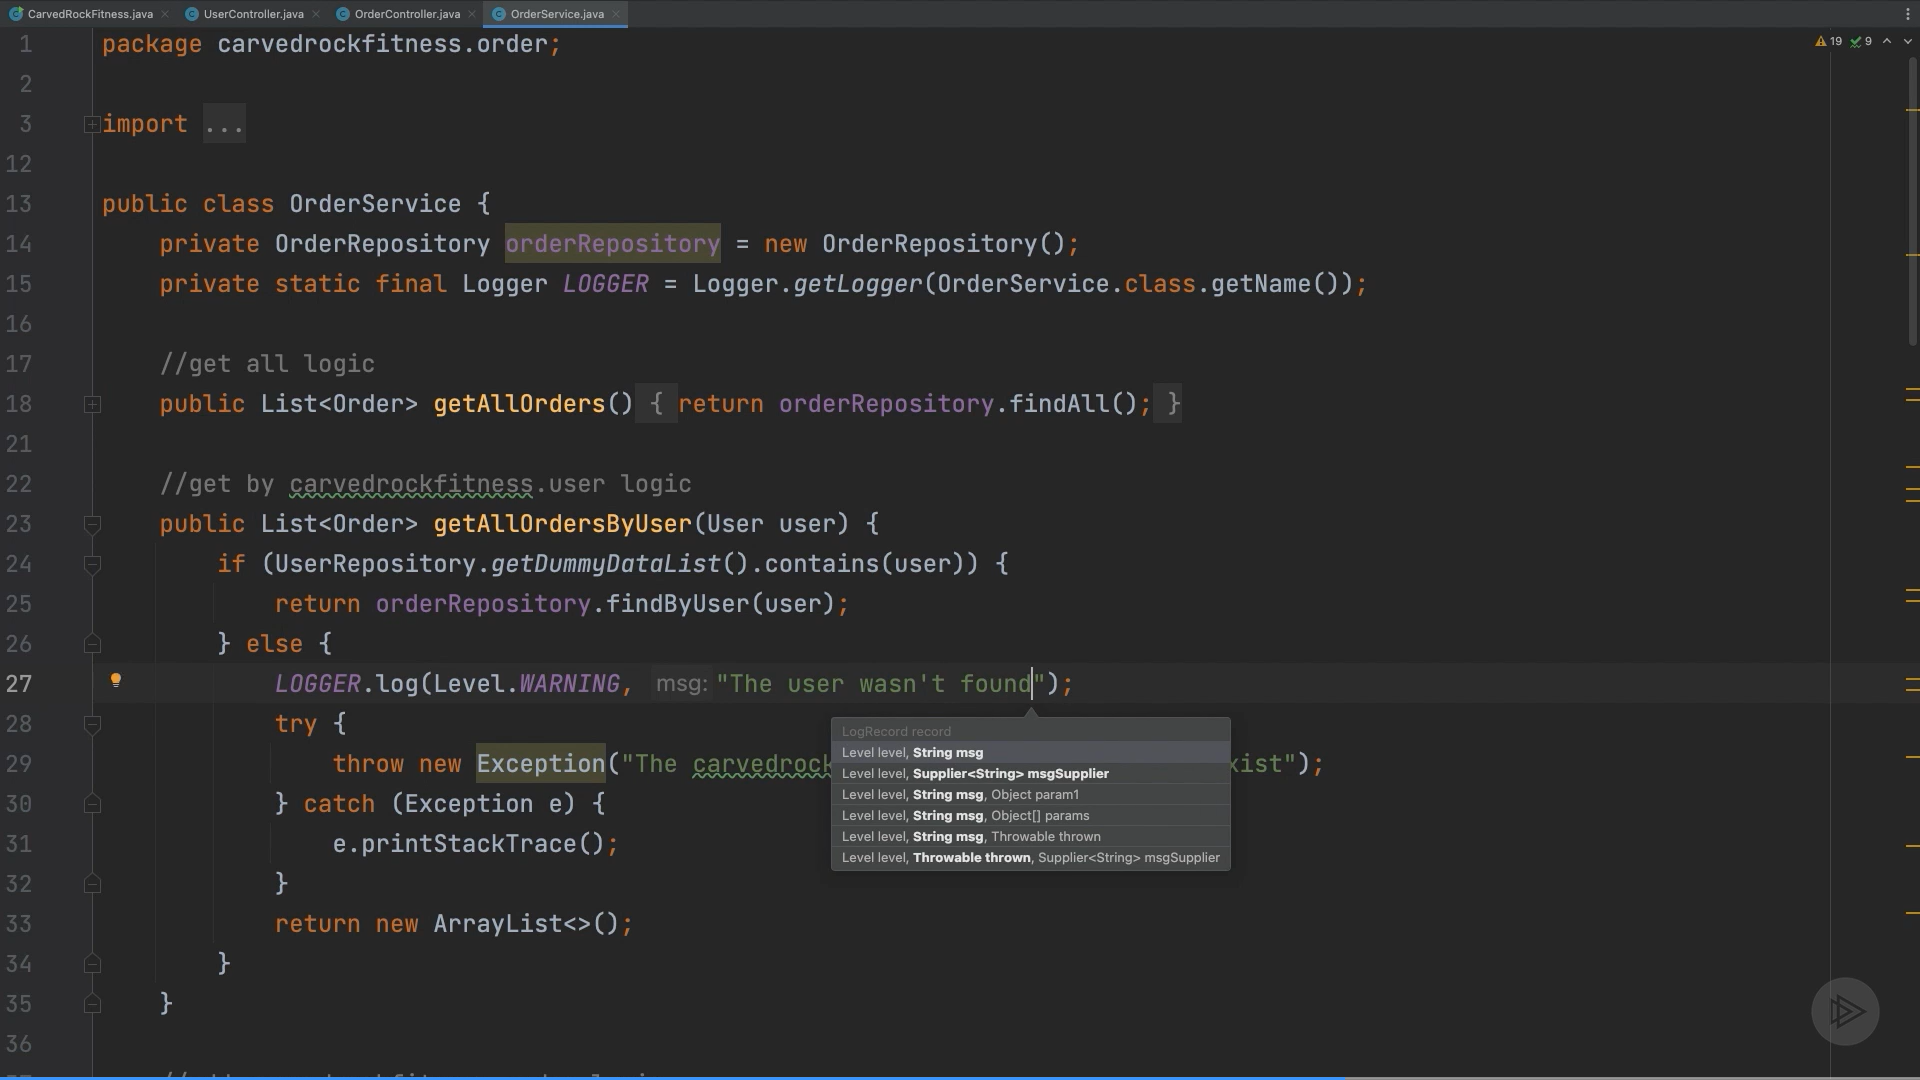 CarvedRockFitness.java UserController.java OrderController.java OrderService.java
19 9
1 package carvedrockfitness.order;
2
3 import ...
12
13 public class OrderService {
14 private OrderRepository orderRepository = new OrderRepository();
15 private static final Logger LOGGER = Logger.getLogger(OrderService.class.getName());
16
17 //get all logic
18 public List<Order> getAllOrders() { return orderRepository.findAll(); }
21
22 //get by carvedrockfitness.user logic
23 public List<Order> getAllOrdersByUser(User user) {
24 if (UserRepository.getDummyDataList().contains(user)) {
25 return orderRepository.findByUser(user);
26 } else {
27 LOGGER.log(Level.WARNING, msg: "The user wasn't found");
28 try {
LogRecord record
Level level, String msg
29 throw new Exception("The carvedrock xist");
Level level, Supplier<String> msgSupplier
Level level, String msg, Object param1
30 } catch (Exception e) {
Level level, String msg, Object[] params
Level level, String msg, Throwable thrown
31 e.printStackTrace();
Level level, Throwable thrown, Supplier<String> msgSupplier
32 }
33 return new ArrayList<>();
34 }
35 }
36